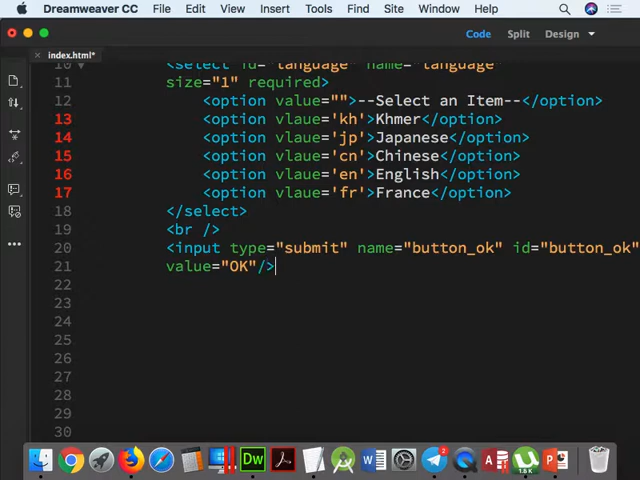 Dreamweaver CC File Edit View Insert Tools Find Site Window Help
Code Split Design
index.html*
10 <select id="language" name="language"
11 size="1" required>
12 <option value="">--Select an Item--</option>
13 <option vlaue='kh'>Khmer</option>
14 <option vlaue='jp'>Japanese</option>
15 <option vlaue='cn'>Chinese</option>
16 <option vlaue='en'>English</option>
17 <option vlaue='fr'>France</option>
18 </select>
19 <br />
20 <input type="submit" name="button_ok" id="button_ok"
21 value="OK"/>
22
23
24
25
26
27
28
29
30
Dw W A P
2
1.6 K